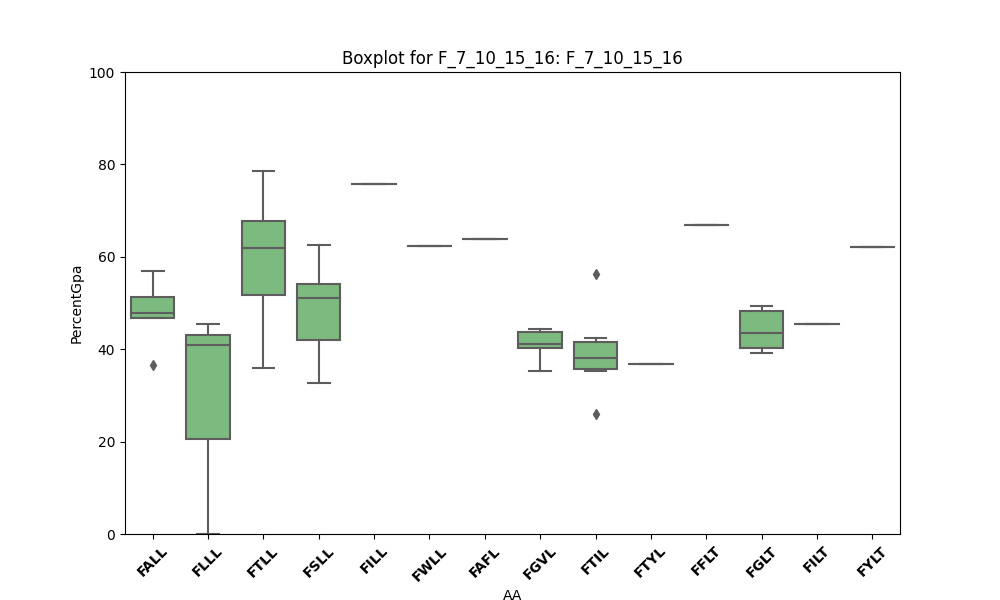 Boxplot for F_7_10_15_16: F_7_10_15_16
PercentGpa
100
80
60
40
20
0
FALL FLLL FTLL FSLL FILL FWLL FAFL FGVL FTIL FTYL FFLT FGLT FILT FYLT
AA